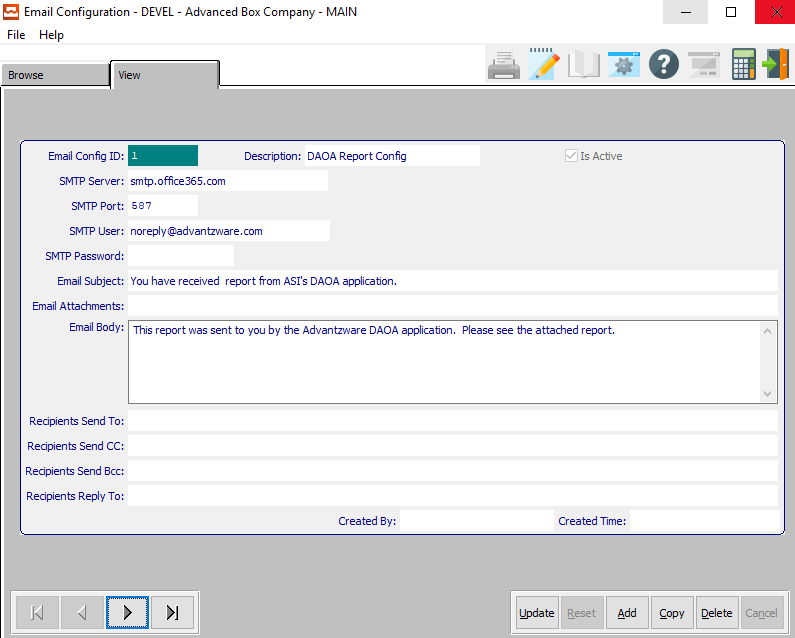 Email Configuration - DEVEL - Advanced Box Company - MAIN
File Help
Browse View
Email Config ID: 1 Description: DAOA Report Config Is Active
SMTP Server: smtp.office365.com
SMTP Port: 587
SMTP User: noreply@advantzware.com
SMTP Password:
Email Subject: You have received  report from ASI's DAOA application.
Email Attachments:
Email Body: This report was sent to you by the Advantzware DAOA application.  Please see the attached report.
Recipients Send To:
Recipients Send CC:
Recipients Send Bcc:
Recipients Reply To:
Created By: Created Time:
Update Reset Add Copy Delete Cancel